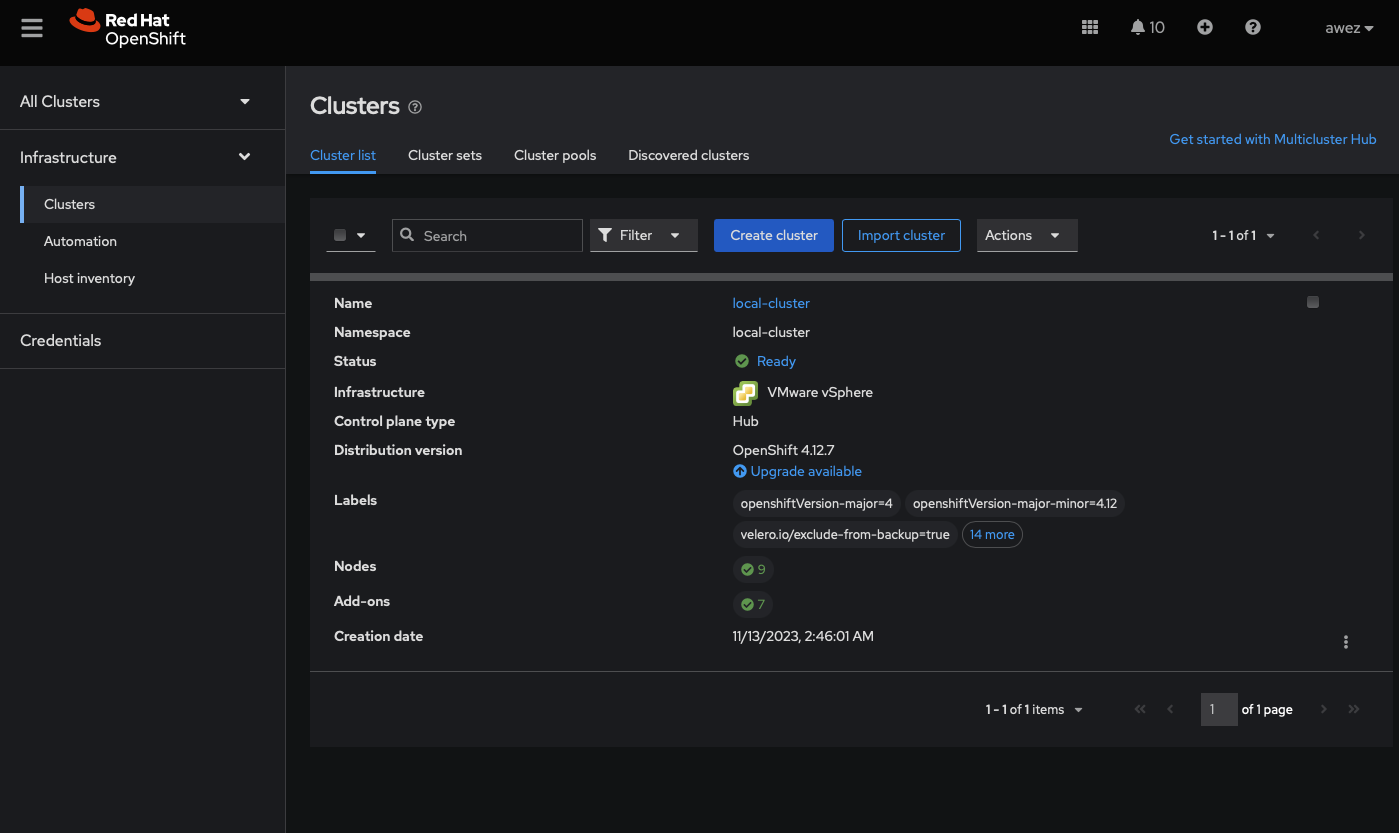 Red Hat
OpenShift
10
awez
All Clusters
Infrastructure
Clusters
Automation
Host inventory
Credentials
Clusters
Get started with Multicluster Hub
Cluster list Cluster sets Cluster pools Discovered clusters
Search Filter Create cluster Import cluster Actions 1 - 1 of 1
Name local-cluster
Namespace local-cluster
Status Ready
Infrastructure VMware vSphere
Control plane type Hub
Distribution version OpenShift 4.12.7
Upgrade available
Labels openshiftVersion-major=4 openshiftVersion-major-minor=4.12
velero.io/exclude-from-backup=true 14 more
Nodes 9
Add-ons 7
Creation date 11/13/2023, 2:46:01 AM
1 - 1 of 1 items 1 of 1 page